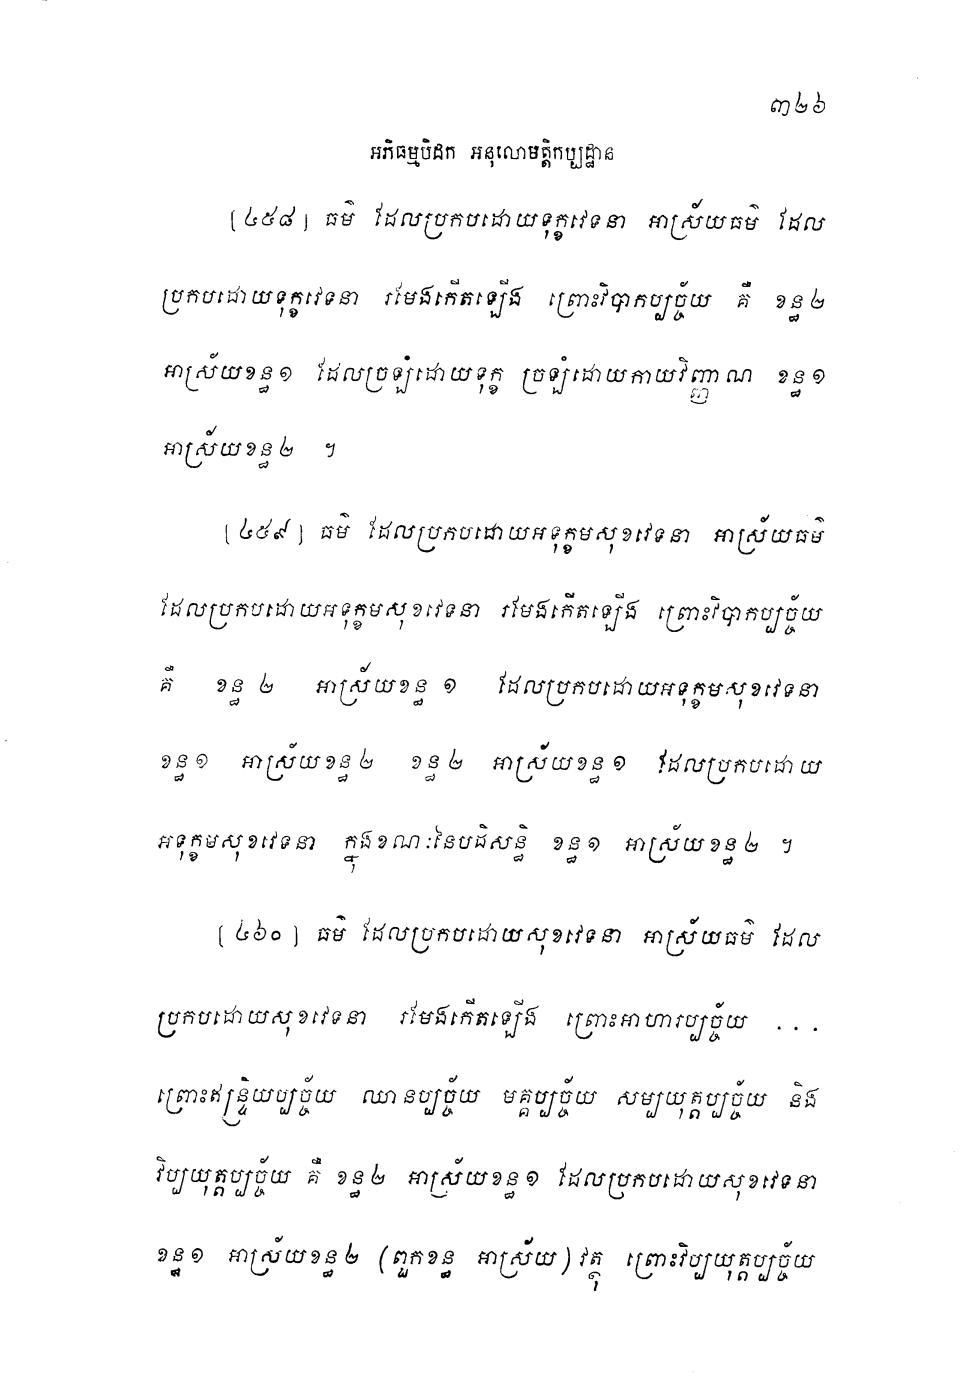 ៣២៦
អភិធម្មបិដក អនុលោមត្តិកប្បដ្ឋាន
[៤៥៨] ធម៌ ដែលប្រកបដោយទុក្ខវេទនា អាស្រ័យធម៌ ដែល
ប្រកបដោយទុក្ខវេទនា រមែងកើតឡើង ព្រោះវិបាកប្បច្ច័យ គឺ ខន្ធ២
អាស្រ័យខន្ធ១ ដែលច្រឡំដោយទុក្ខ ច្រឡំដោយកាយវិញ្ញាណ ខន្ធ១
អាស្រ័យខន្ធ២ ។
[៤៥៩] ធម៌ ដែលប្រកបដោយអទុក្ខមសុខវេទនា អាស្រ័យធម៌
ដែលប្រកបដោយអទុក្ខមសុខវេទនា រមែងកើតឡើង ព្រោះវិបាកប្បច្ច័យ
គឺ ខន្ធ ២ អាស្រ័យខន្ធ ១ ដែលប្រកបដោយអទុក្ខមសុខវេទនា
ខន្ធ១ អាស្រ័យខន្ធ២ ខន្ធ២ អាស្រ័យខន្ធ១ ដែលប្រកបដោយ
អទុក្ខមសុខវេទនា ក្នុងខណៈនៃបដិសន្ធិ ខន្ធ១ អាស្រ័យខន្ធ២ ។
[៤៦០] ធម៌ ដែលប្រកបដោយសុខវេទនា អាស្រ័យធម៌ ដែល
ប្រកបដោយសុខវេទនា រមែងកើតឡើង ព្រោះអាហារប្បច្ច័យ ...
ព្រោះឥន្ទ្រិយប្បច្ច័យ ឈានប្បច្ច័យ មគ្គប្បច្ច័យ សម្បយុត្តប្បច្ច័យ និង
វិប្បយុត្តប្បច្ច័យ គឺ ខន្ធ២ អាស្រ័យខន្ធ១ ដែលប្រកបដោយសុខវេទនា
ខន្ធ១ អាស្រ័យខន្ធ២ (ពួកខន្ធ អាស្រ័យ) វត្ថុ ព្រោះវិប្បយុត្តប្បច្ច័យ